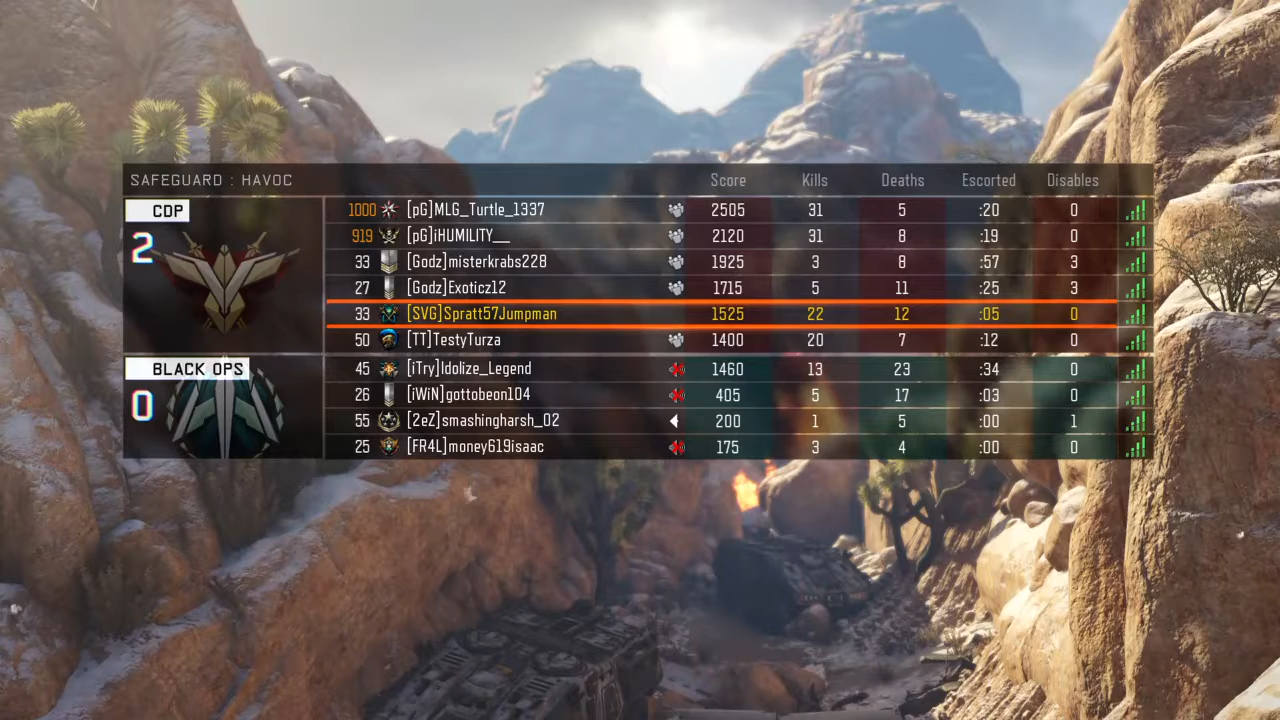 SAFEGUARD : HAVOC Score Kills Deaths Escorted Disables
CDP
2
1000 [pG]MLG_Turtle_1337 2505 31 5 :20 0
919 [pG]iHUMILITY__ 2120 31 8 :19 0
33 [Godz]misterkrabs228 1925 3 8 :57 3
27 [Godz]Exoticz12 1715 5 11 :25 3
33 [SVG]Spratt57Jumpman 1525 22 12 :05 0
50 [TT]TestyTurza 1400 20 7 :12 0
BLACK OPS
0
45 [iTry]Idolize_Legend 1460 13 23 :34 0
26 [iWiN]gottobeon104 405 5 17 :03 0
55 [2eZ]smashingharsh_02 200 1 5 :00 1
25 [FR4L]money619isaac 175 3 4 :00 0